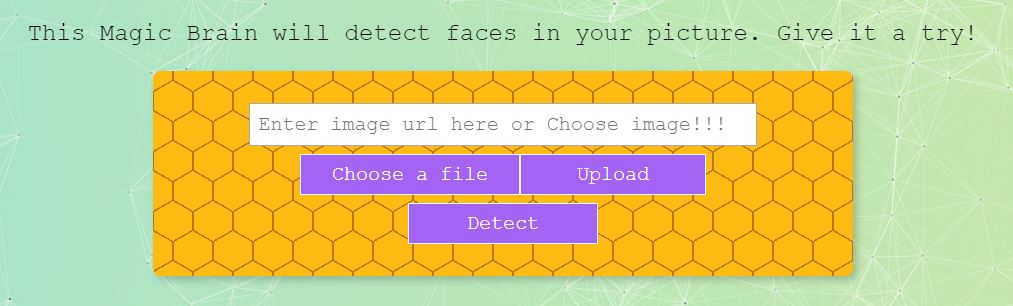 This Magic Brain will detect faces in your picture. Give it a try!
Enter image url here or Choose image!!!
Choose a file
Upload
Detect